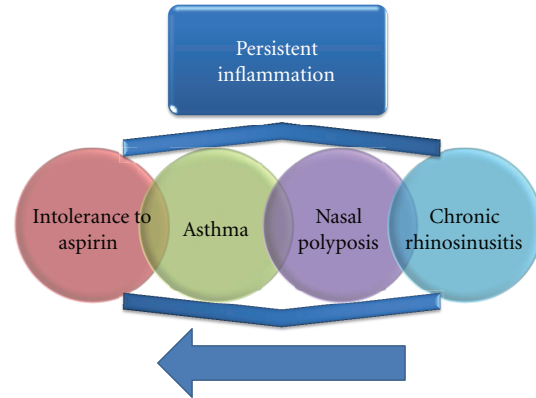 Persistent
inflammation
Intolerance to
aspirin
Asthma
Nasal
polyposis
Chronic
rhinosinusitis